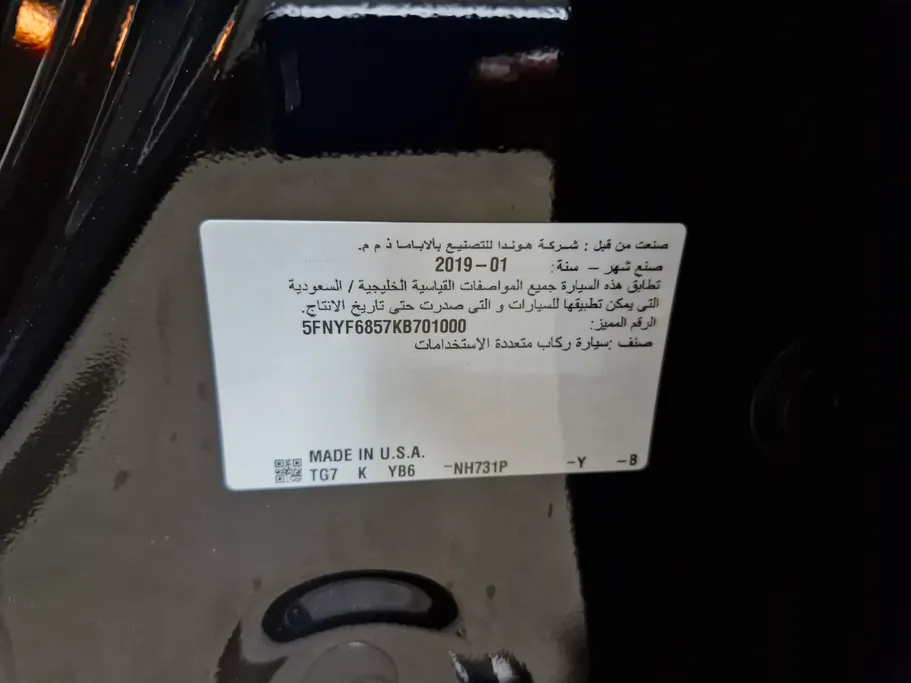 صنعت من قبل : شركة هوندا للتصنيع بالاباما ذ م م.
صنع شهر – سنة: 2019-01
تطابق هذه السيارة جميع المواصفات القياسية الخليجية / السعودية
التى يمكن تطبيقها للسيارات و التى صدرت حتى تاريخ الانتاج.
الرقم المميز: 5FNYF6857KB701000
صنف :سيارة ركاب متعددة الاستخدامات
MADE IN U.S.A.
TG7 K YB6 -NH731P -Y -B